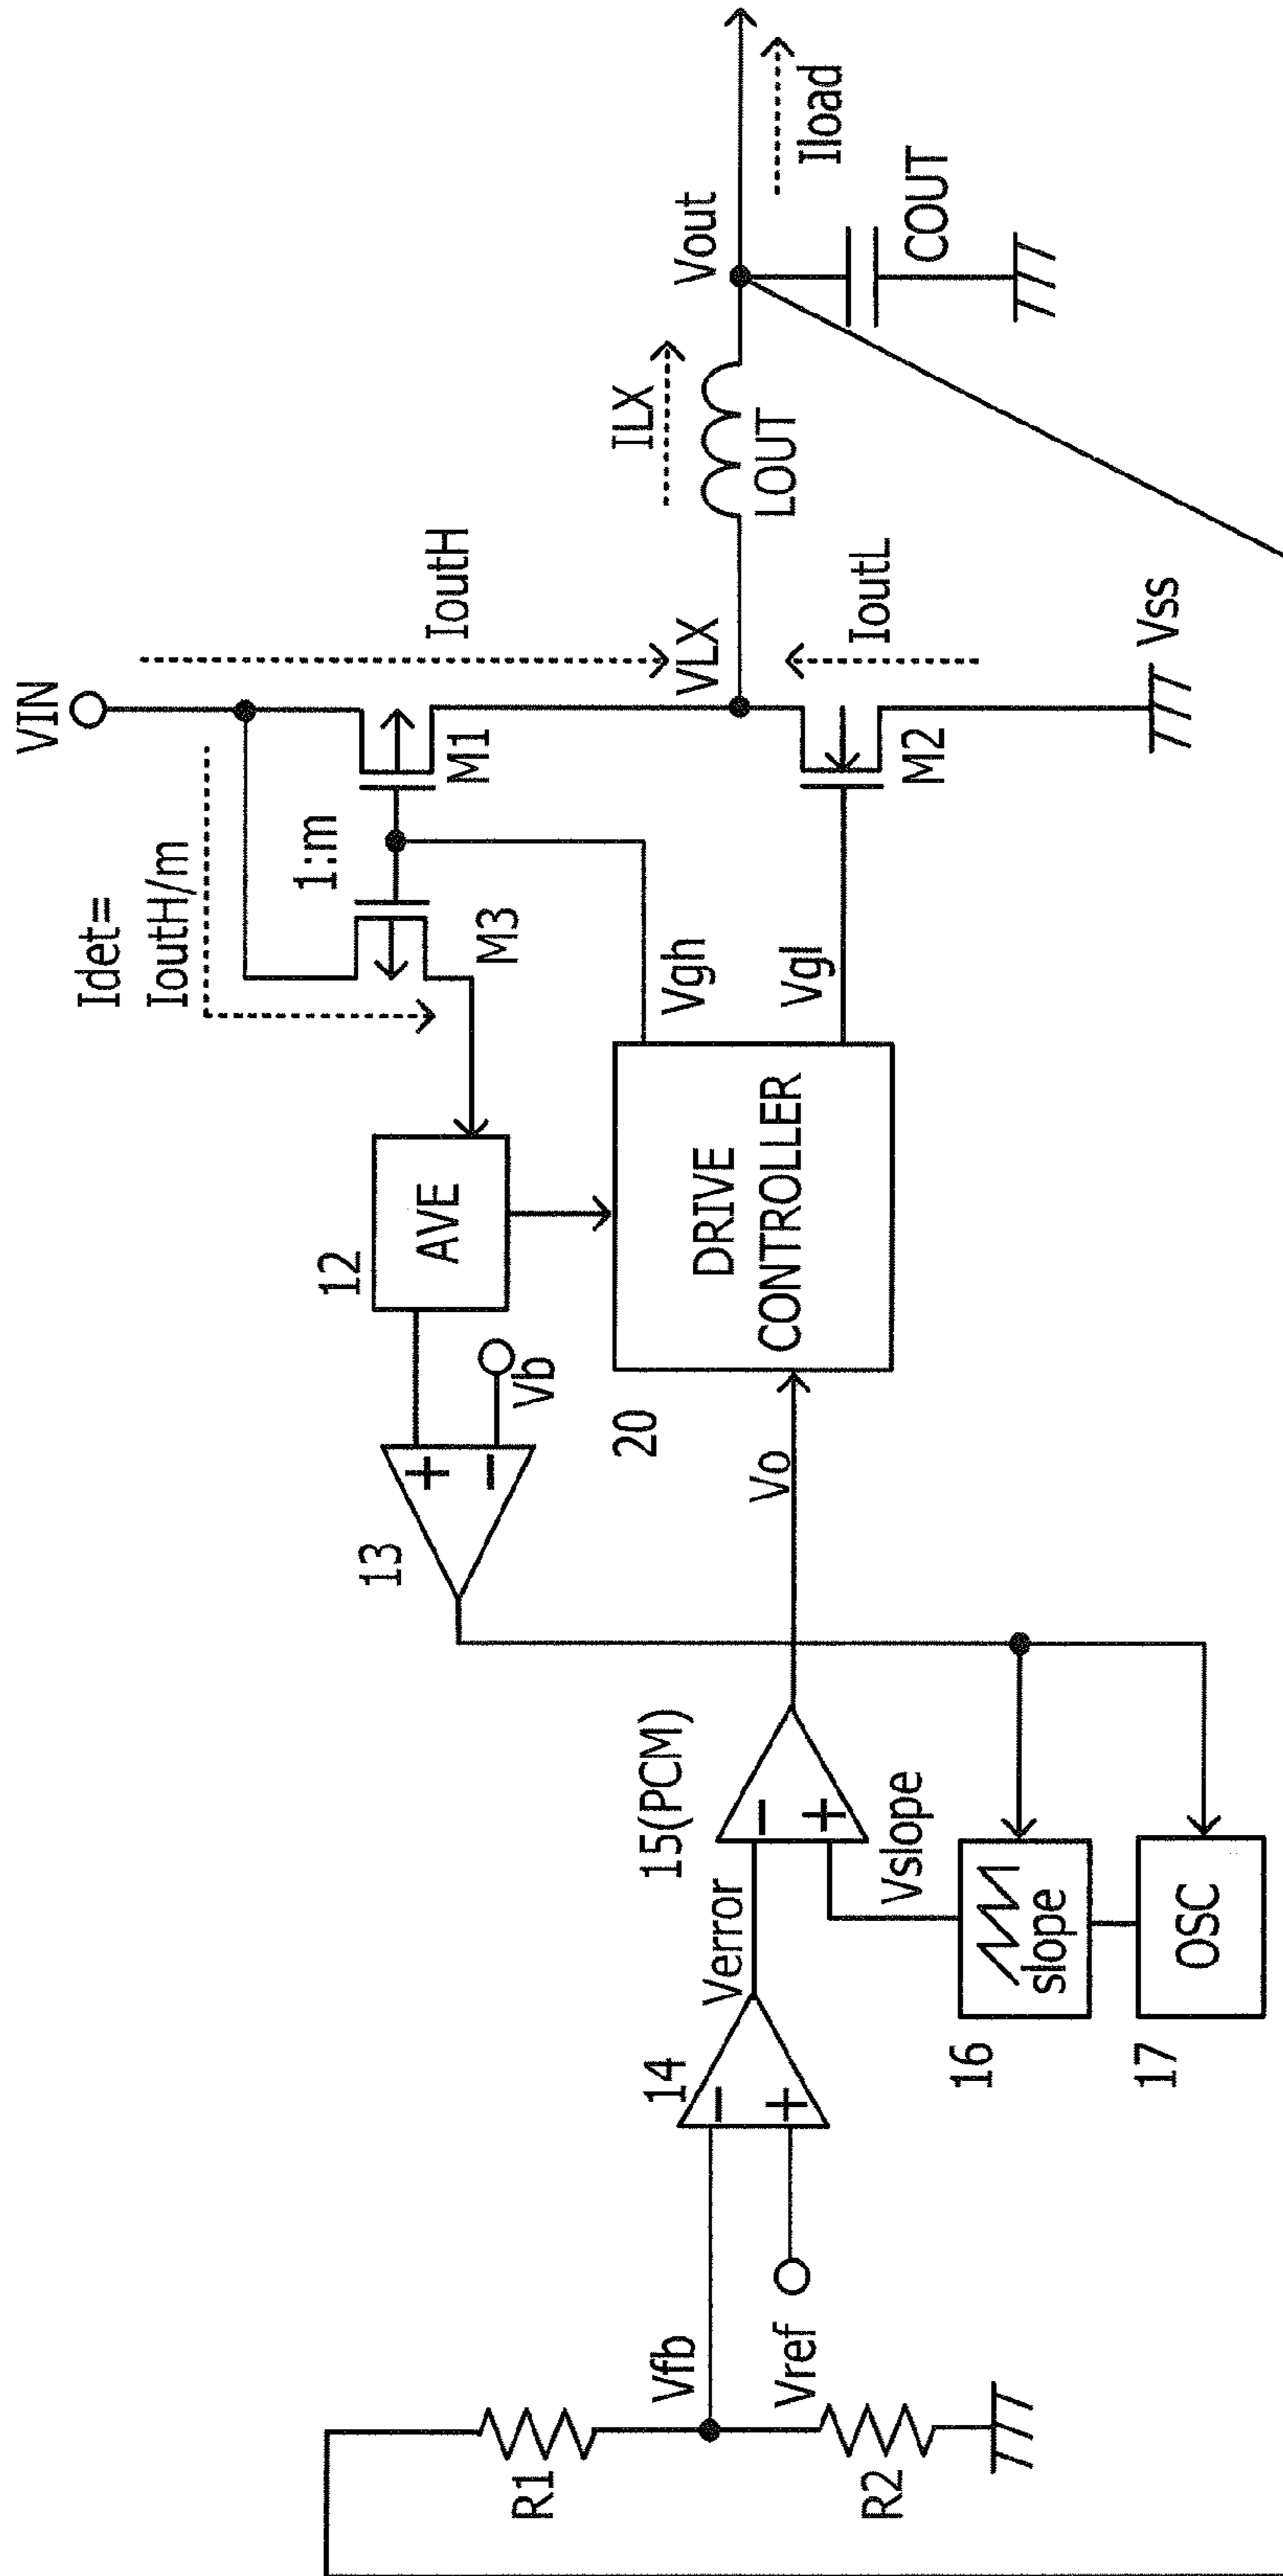 VIN
Idet=
IoutH/m
1:m
M3
M1
IoutH
VLX
ILX
LOUT
Vout
Iload
COUT
IoutL
M2
Vss
Vgh
Vgl
12
AVE
13
+
−
Vb
20
DRIVE
CONTROLLER
Vo
15(PCM)
−
+
Verror
Vslope
14
−
+
16
slope
17
OSC
Vfb
Vref
R1
R2